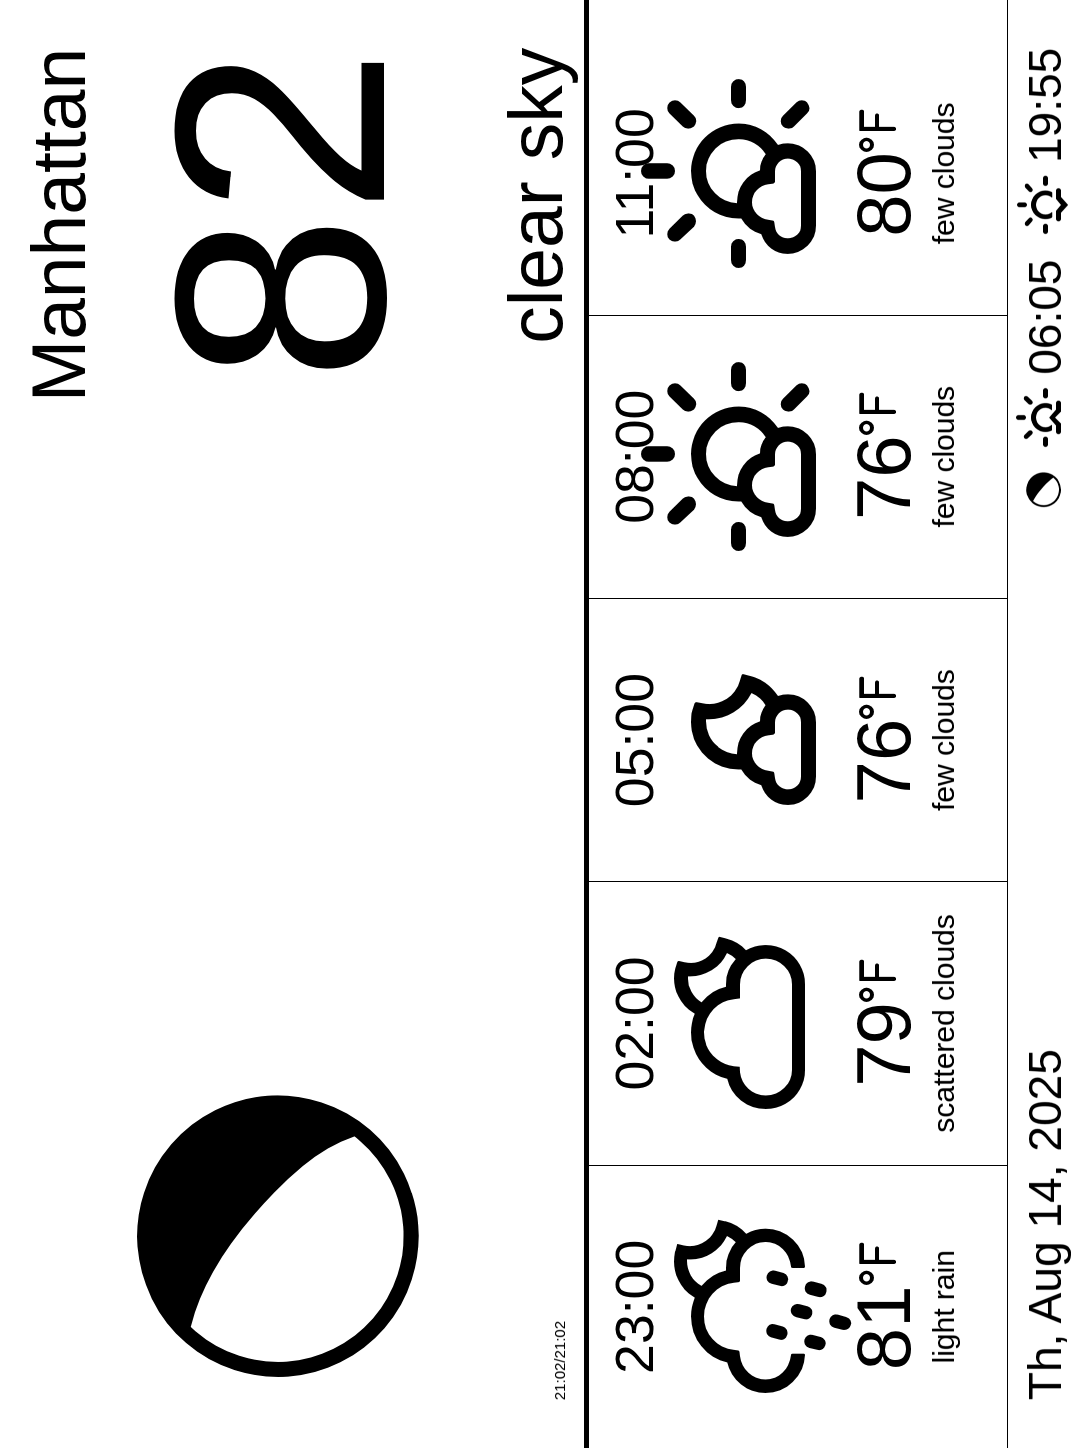 Manhattan
82
clear sky
21:02/21:02
23:00
81°F
light rain
02:00
79°F
scattered clouds
05:00
76°F
few clouds
08:00
76°F
few clouds
11:00
80°F
few clouds
Th, Aug 14, 2025
06:05
19:55